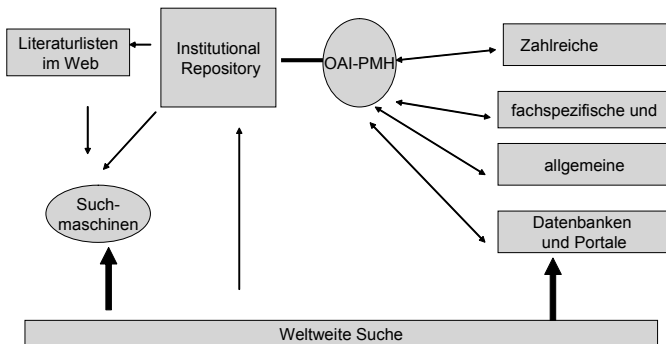 Literaturlisten
im Web
Institutional
Repository
OAI-PMH
Zahlreiche
fachspezifische und
allgemeine
Datenbanken
und Portale
Such-
maschinen
Weltweite Suche